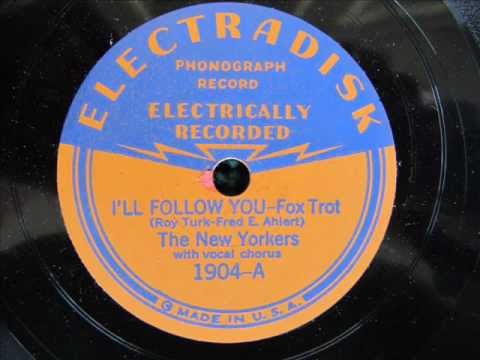 ELECTRADISK
PHONOGRAPH
RECORD
ELECTRICALLY
RECORDED
I'LL FOLLOW YOU-Fox Trot
(Roy Turk-Fred E. Ahlert)
The New Yorkers
with vocal chorus
1904-A
MADE IN U.S.A.